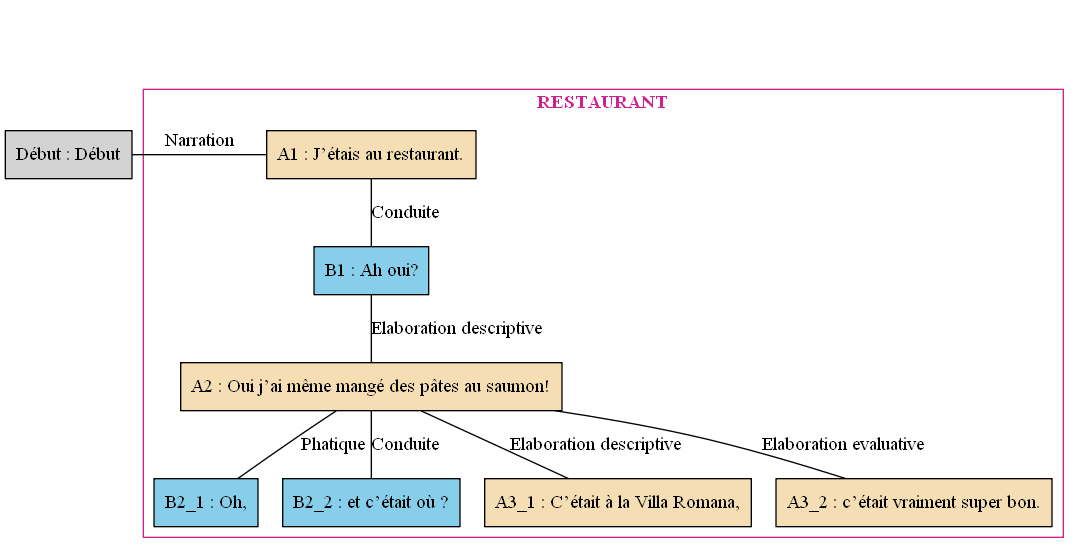 RESTAURANT
Début : Début
Narration
A1 : J’étais au restaurant.
Conduite
B1 : Ah oui?
Elaboration descriptive
A2 : Oui j’ai même mangé des pâtes au saumon!
Phatique
Conduite
Elaboration descriptive
Elaboration evaluative
B2_1 : Oh,
B2_2 : et c’était où ?
A3_1 : C’était à la Villa Romana,
A3_2 : c’était vraiment super bon.